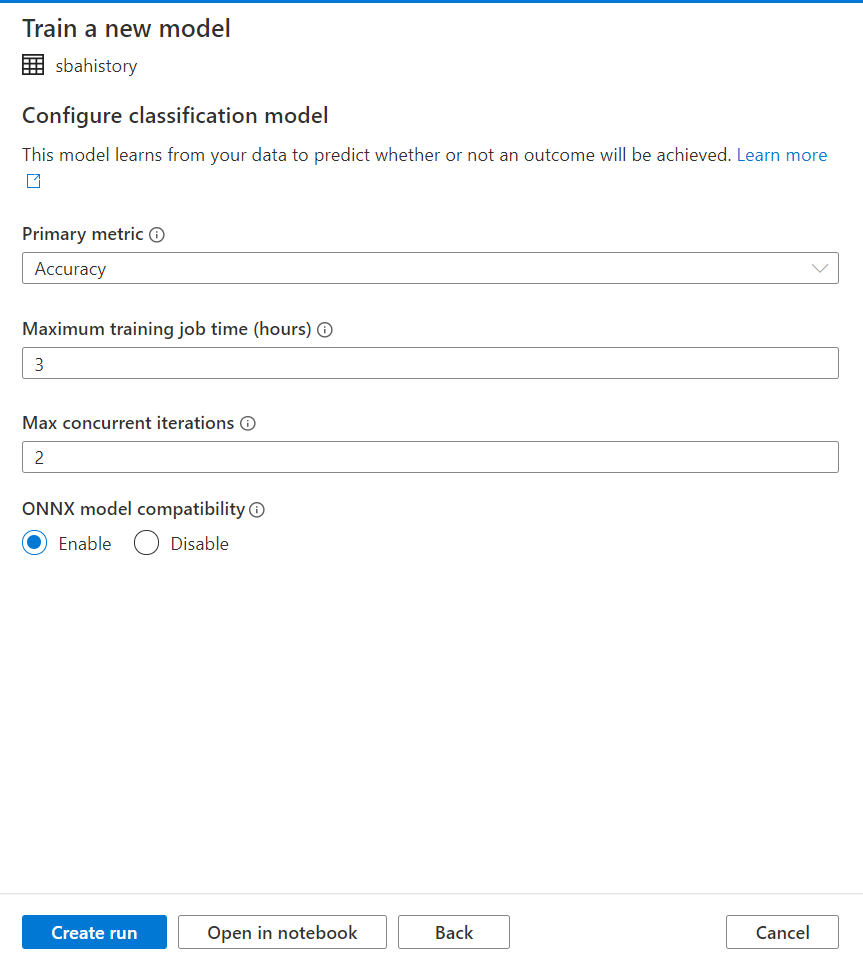 Train a new model
sbahistory
Configure classification model
This model learns from your data to predict whether or not an outcome will be achieved. Learn more
Primary metric
Accuracy
Maximum training job time (hours)
3
Max concurrent iterations
2
ONNX model compatibility
Enable Disable
Create run Open in notebook Back Cancel